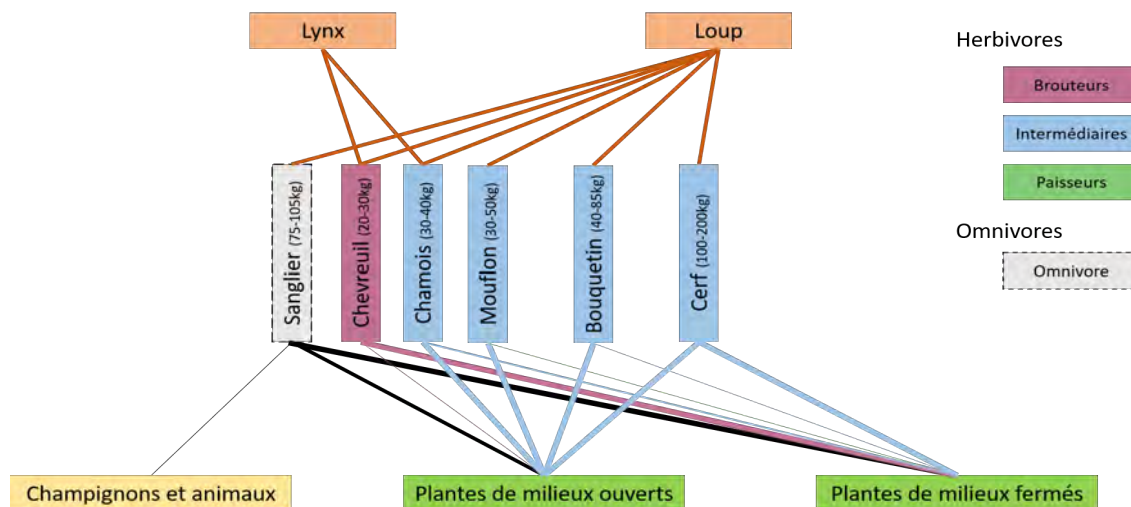 Lynx
Loup
Herbivores
Brouteurs
Intermédiaires
Paisseurs
Omnivores
Omnivore
Sanglier (75-105kg)
Chevreuil (20-30kg)
Chamois (30-40kg)
Mouflon (30-50kg)
Bouquetin (40-85kg)
Cerf (100-200kg)
Champignons et animaux
Plantes de milieux ouverts
Plantes de milieux fermés